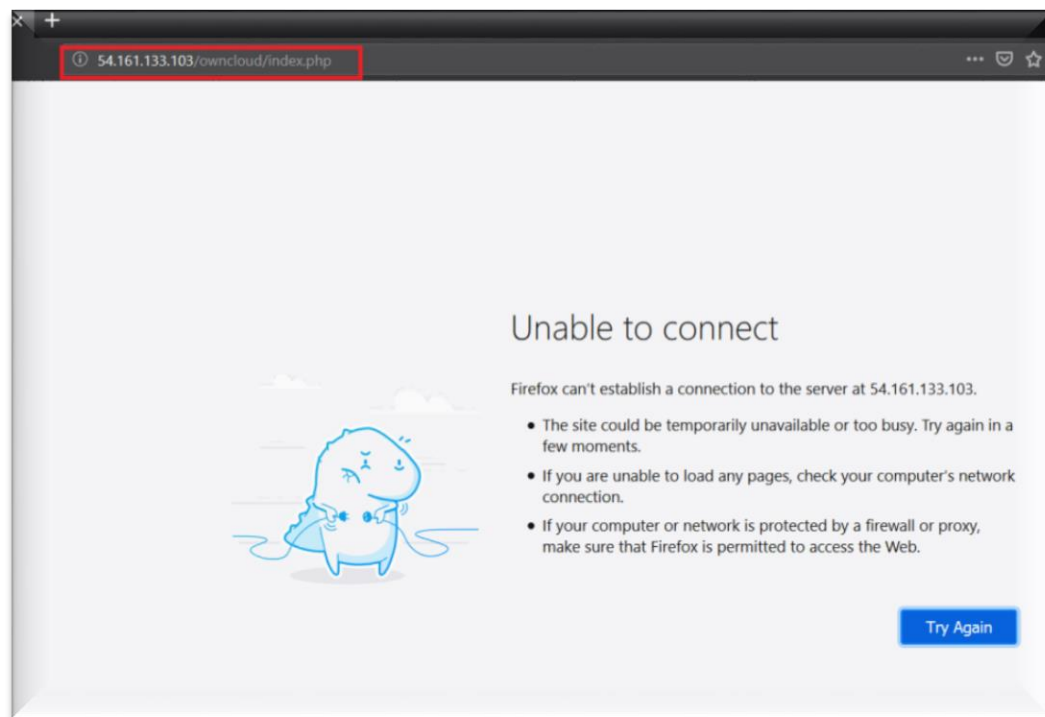 54.161.133.103/owncloud/index.php
Unable to connect
Firefox can't establish a connection to the server at 54.161.133.103.
• The site could be temporarily unavailable or too busy. Try again in a
few moments.
• If you are unable to load any pages, check your computer's network
connection.
• If your computer or network is protected by a firewall or proxy,
make sure that Firefox is permitted to access the Web.
Try Again